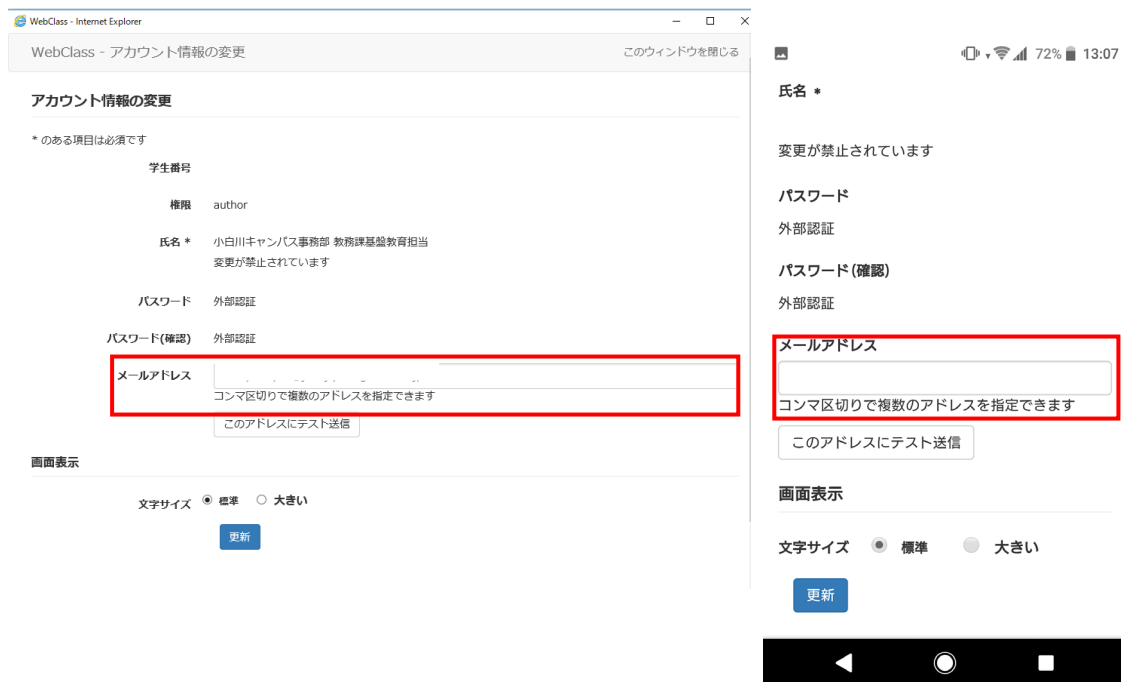 WebClass - Internet Explorer
WebClass - アカウント情報の変更
このウィンドウを閉じる
アカウント情報の変更
* のある項目は必須です
学生番号
権限 author
氏名 * 小白川キャンパス事務部 教務課基盤教育担当
変更が禁止されています
パスワード 外部認証
パスワード(確認) 外部認証
メールアドレス
コンマ区切りで複数のアドレスを指定できます
このアドレスにテスト送信
画面表示
文字サイズ 標準 大きい
更新
72% 13:07
氏名 *
変更が禁止されています
パスワード
外部認証
パスワード(確認)
外部認証
メールアドレス
コンマ区切りで複数のアドレスを指定できます
このアドレスにテスト送信
画面表示
文字サイズ 標準 大きい
更新